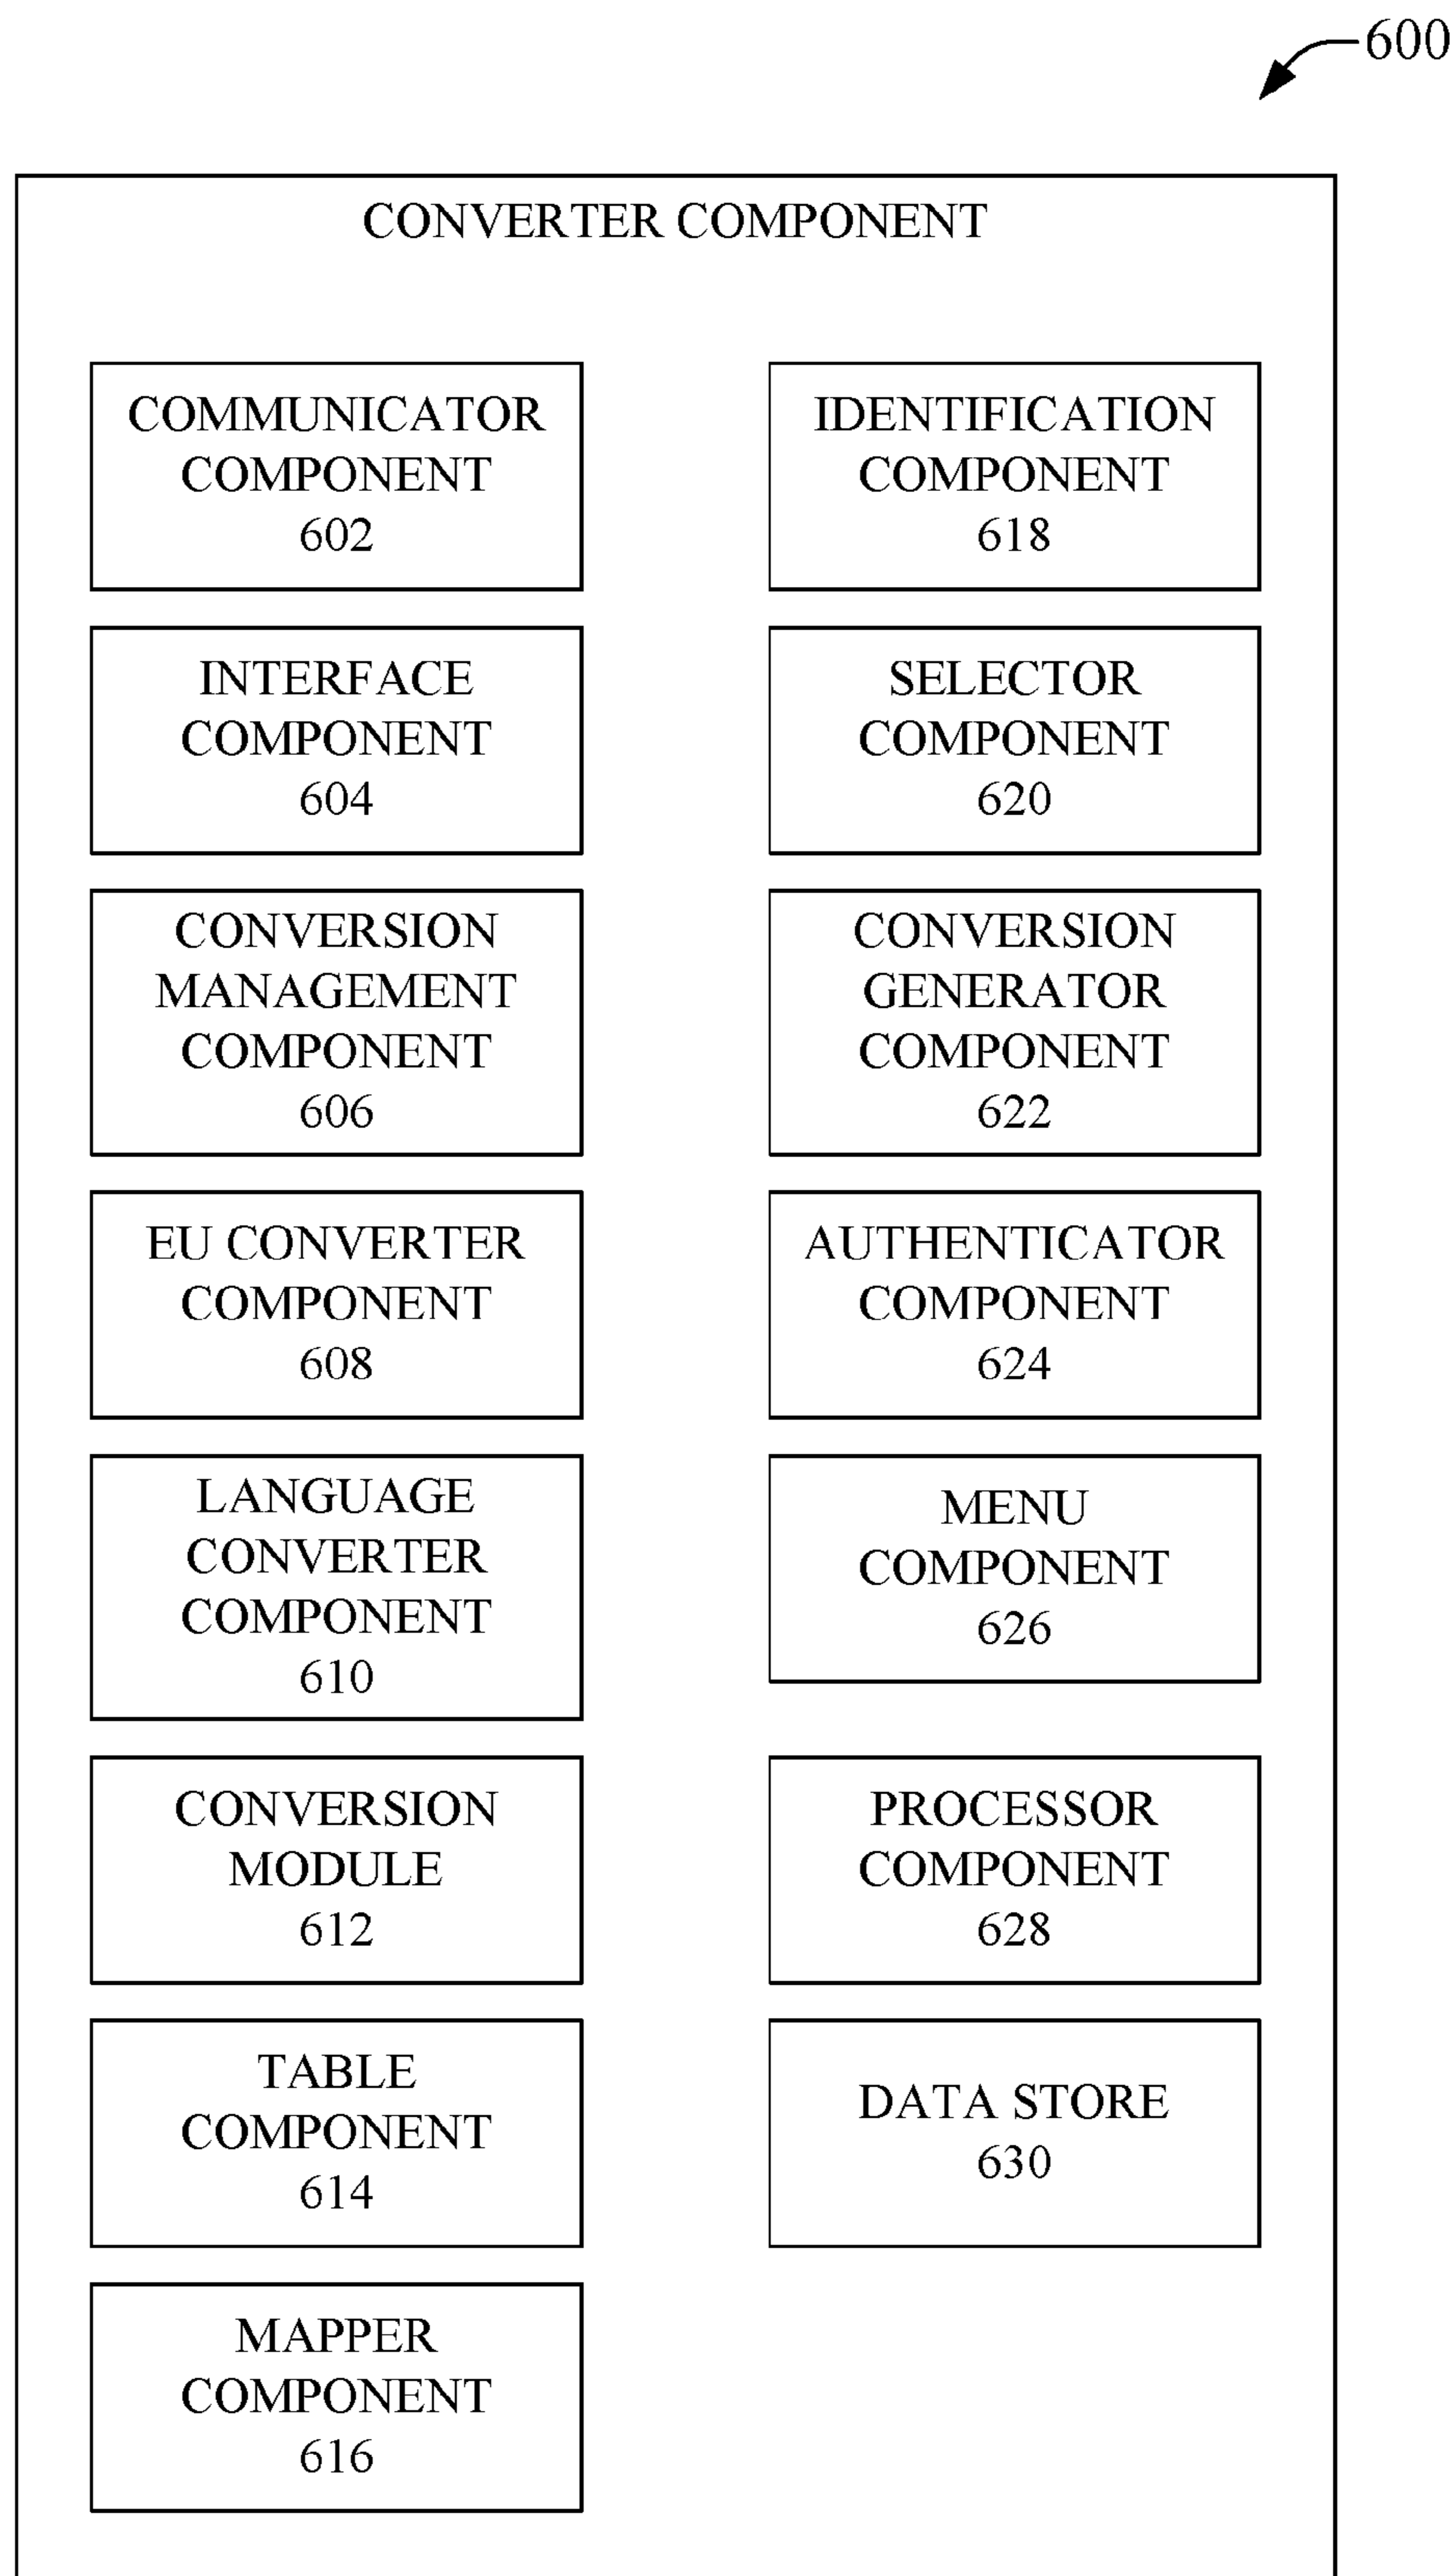 600
CONVERTER COMPONENT
COMMUNICATOR
COMPONENT
602
INTERFACE
COMPONENT
604
CONVERSION
MANAGEMENT
COMPONENT
606
EU CONVERTER
COMPONENT
608
LANGUAGE
CONVERTER
COMPONENT
610
CONVERSION
MODULE
612
TABLE
COMPONENT
614
MAPPER
COMPONENT
616
IDENTIFICATION
COMPONENT
618
SELECTOR
COMPONENT
620
CONVERSION
GENERATOR
COMPONENT
622
AUTHENTICATOR
COMPONENT
624
MENU
COMPONENT
626
PROCESSOR
COMPONENT
628
DATA STORE
630